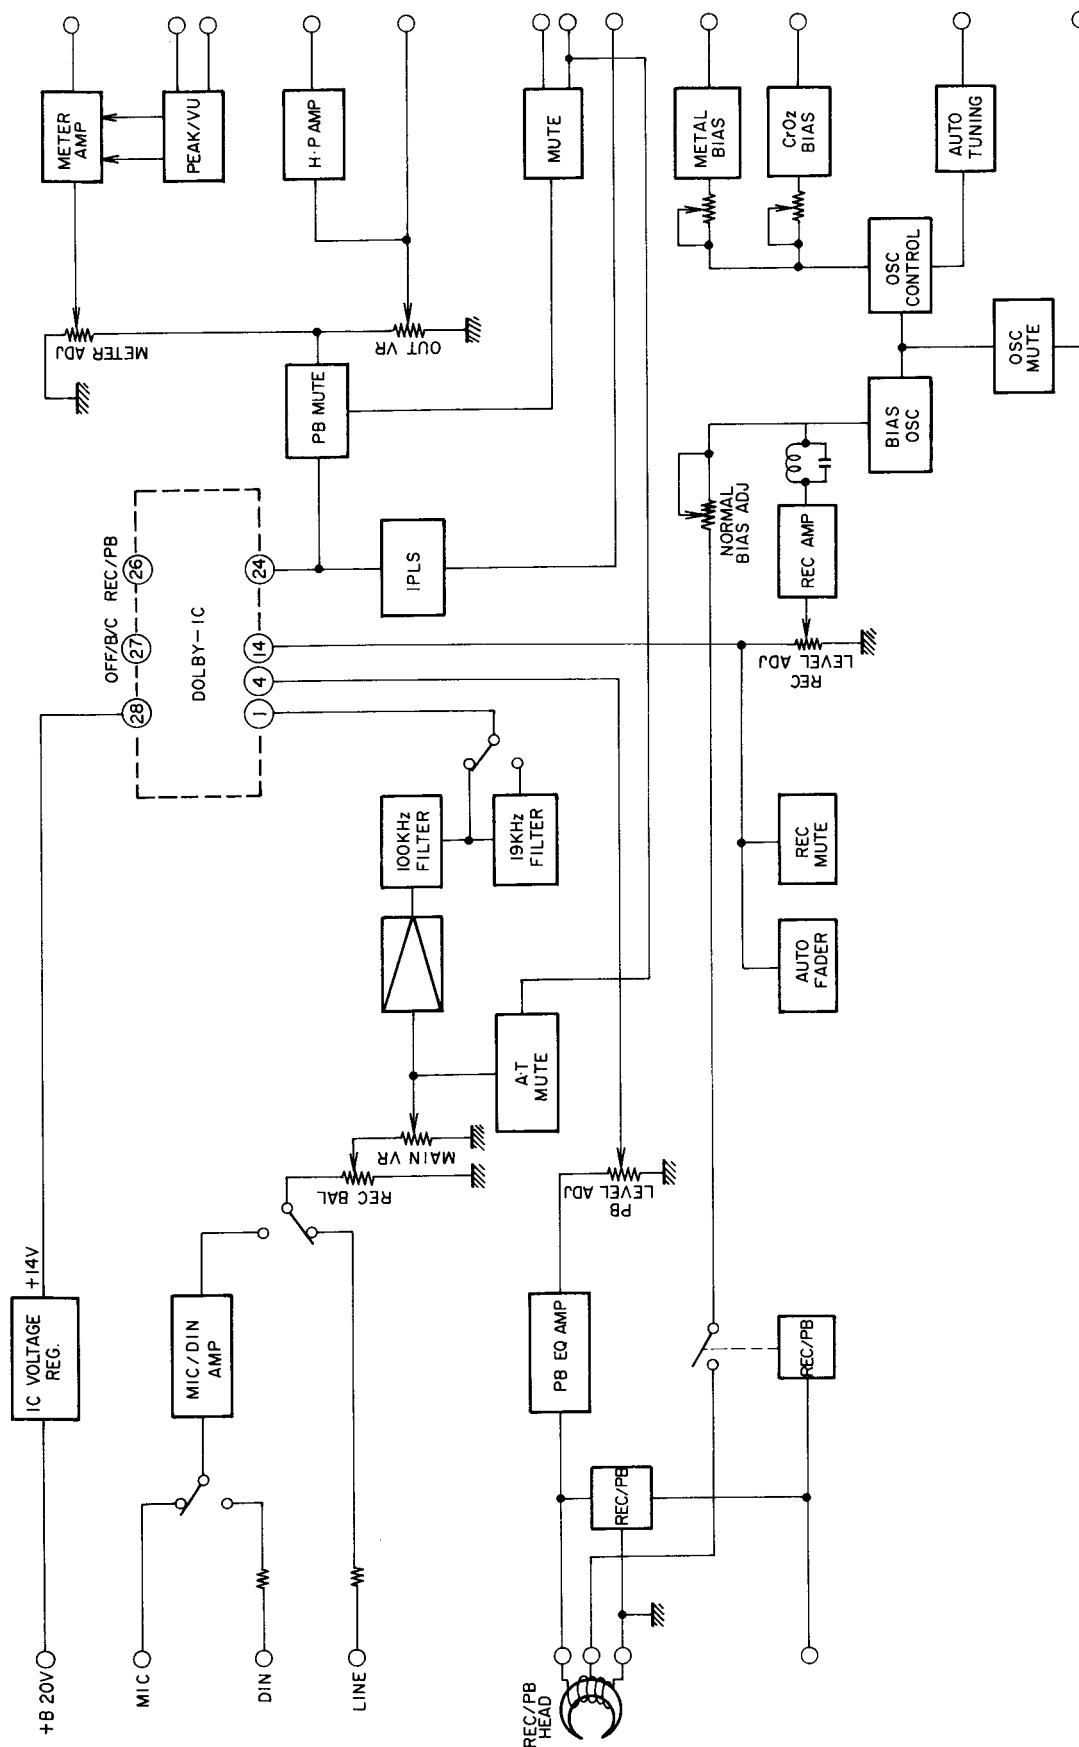 +B 20V
IC VOLTAGE
REG.
+14V
MIC
DIN
LINE
MIC/DIN
AMP
REC BAL
MAIN VR
A·T
MUTE
100KHz
FILTER
19KHz
FILTER
OFF/B/C
REC/PB
28
27
26
DOLBY-IC
1
4
14
24
METER ADJ
METER
AMP
PEAK/VU
H·P AMP
OUT VR
PB MUTE
IPLS
MUTE
REC/PB
HEAD
PB EQ AMP
REC/PB
PB
LEVEL ADJ
REC/PB
AUTO
FADER
REC
MUTE
REC
LEVEL ADJ
REC AMP
NORMAL
BIAS ADJ
BIAS
OSC
OSC
MUTE
OSC
CONTROL
METAL
BIAS
CrO2
BIAS
AUTO
TUNING